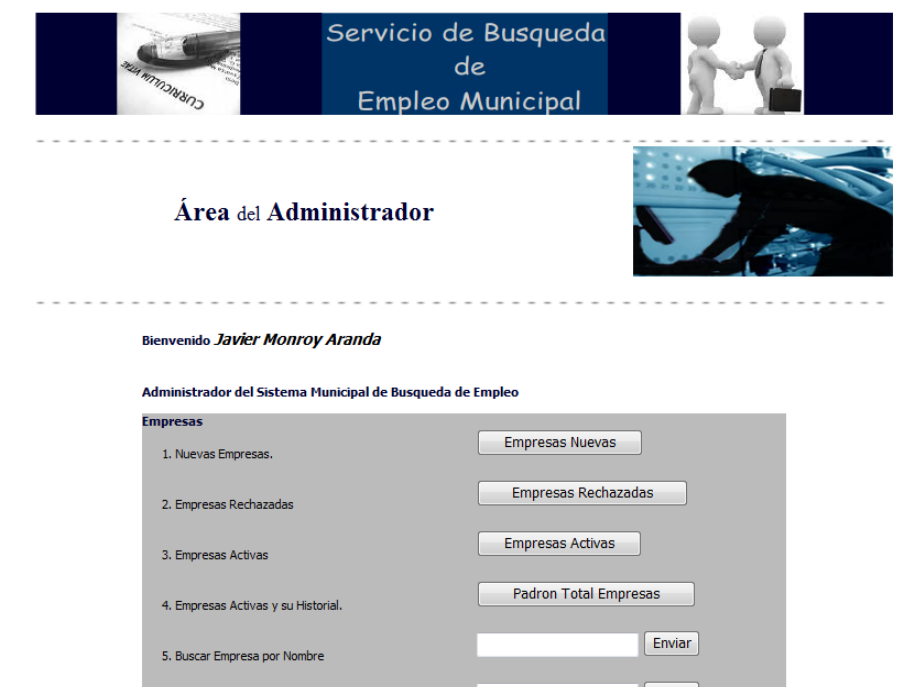 CURRICULUM VITAE
Servicio de Busqueda
de
Empleo Municipal
Área del Administrador
Bienvenido Javier Monroy Aranda
Administrador del Sistema Municipal de Busqueda de Empleo
Empresas
1. Nuevas Empresas.
Empresas Nuevas
2. Empresas Rechazadas
Empresas Rechazadas
3. Empresas Activas
Empresas Activas
4. Empresas Activas y su Historial.
Padron Total Empresas
5. Buscar Empresa por Nombre
Enviar